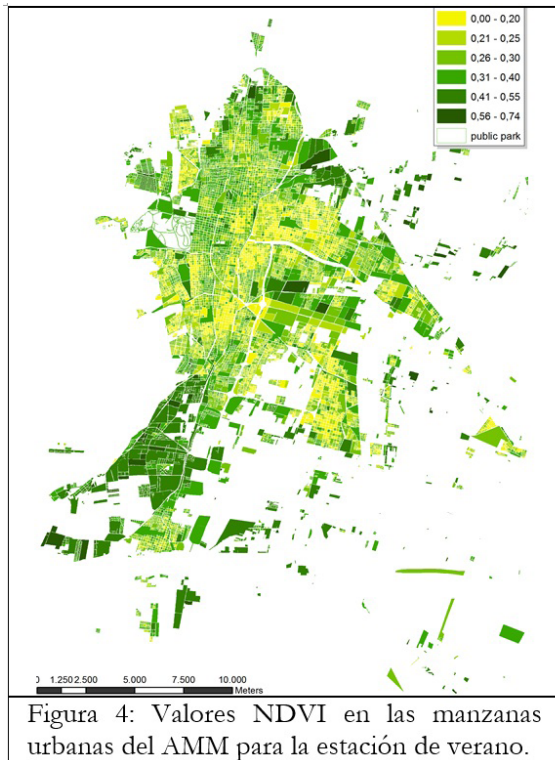 0,00 - 0,20
0,21 - 0,25
0,26 - 0,30
0,31 - 0,40
0,41 - 0,55
0,56 - 0,74
public park
1.250 2.500 5.000 7.500 10.000
Meters
Figura 4: Valores NDVI en las manzanas
urbanas del AMM para la estación de verano.